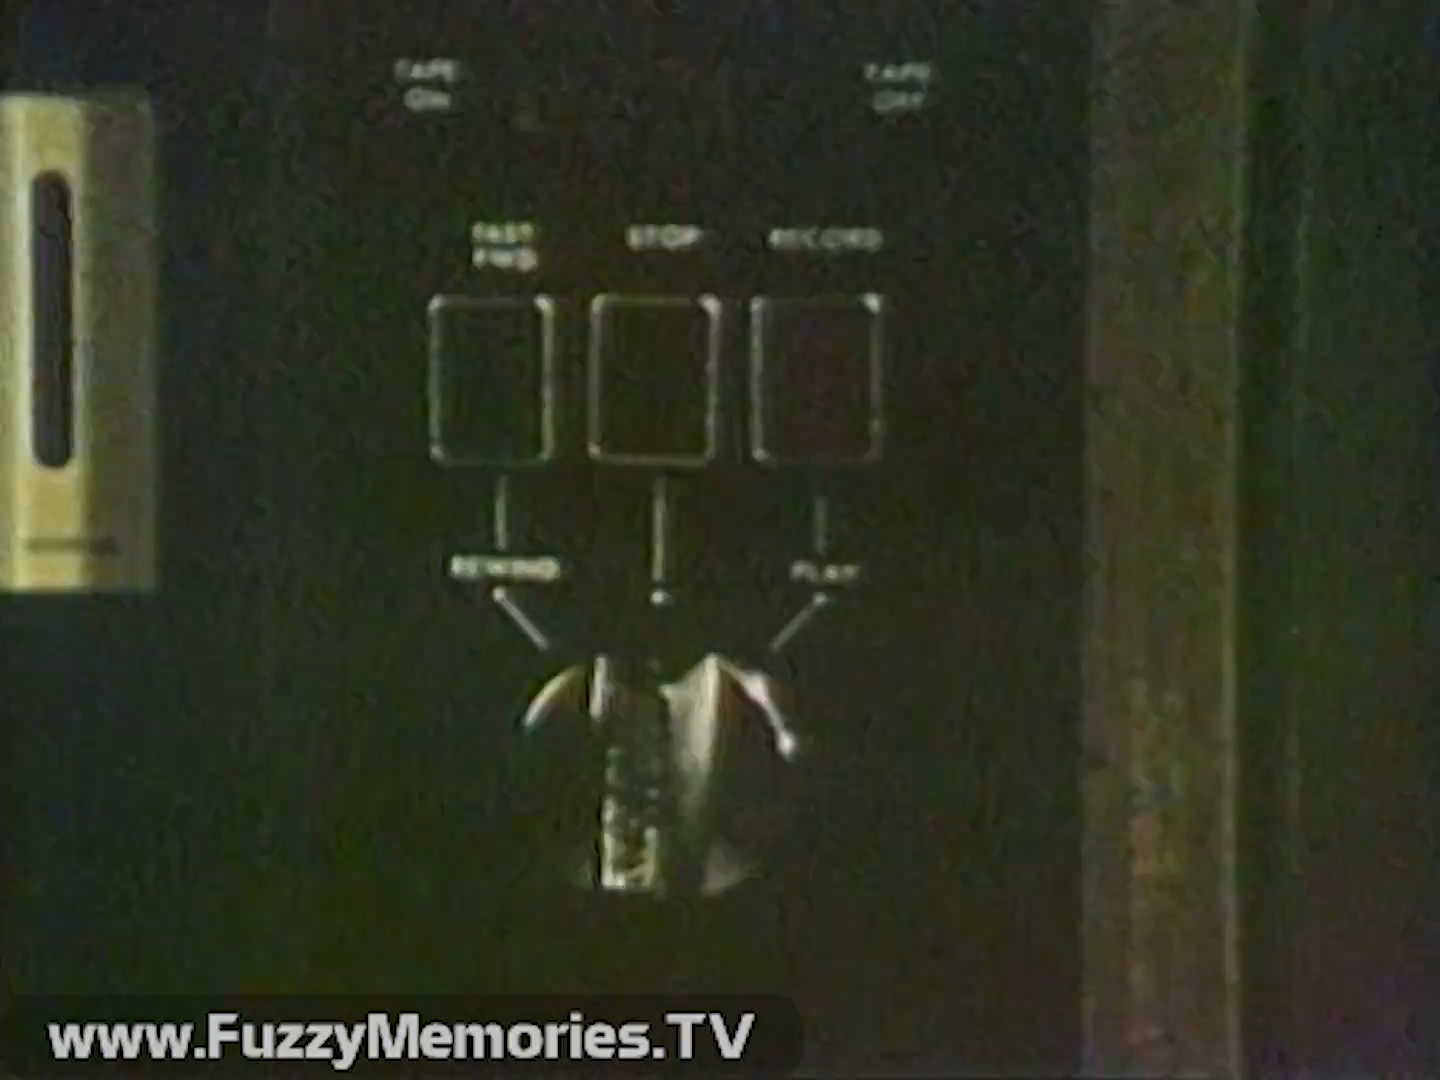 TAPE
ON
TAPE
OFF
FAST
FWD
STOP
RECORD
REWIND
PLAY
www.FuzzyMemories.TV